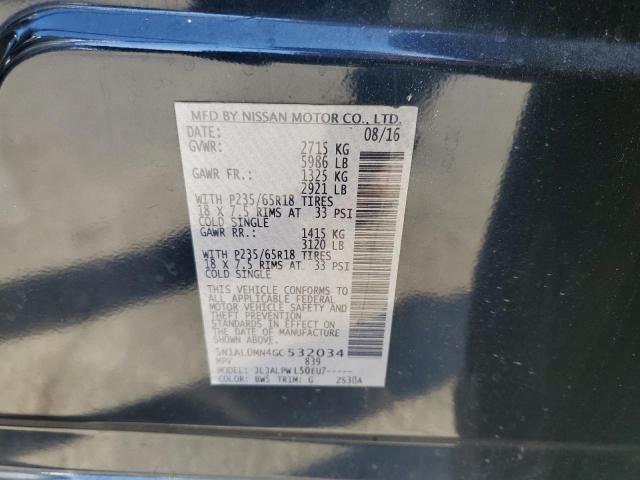 MFD BY NISSAN MOTOR CO., LTD.
DATE: 08/16
GVWR: 2715 KG
5986 LB
GAWR FR.: 1325 KG
2921 LB
WITH P235/65R18 TIRES
18 X 7.5 RIMS AT 33 PSI
COLD SINGLE
GAWR RR.: 1415 KG
3120 LB
WITH P235/65R18 TIRES
18 X 7.5 RIMS AT 33 PSI
COLD SINGLE
THIS VEHICLE CONFORMS TO
ALL APPLICABLE FEDERAL
MOTOR VEHICLE SAFETY AND
THEFT PREVENTION
STANDARDS IN EFFECT ON
THE DATE OF MANUFACTURE
SHOWN ABOVE.
5N1AL0MN4GC532034
MPV 839
MODEL: JLJALPW L50EU7-----
COLOR: BW5 TRIM: G 2S30A